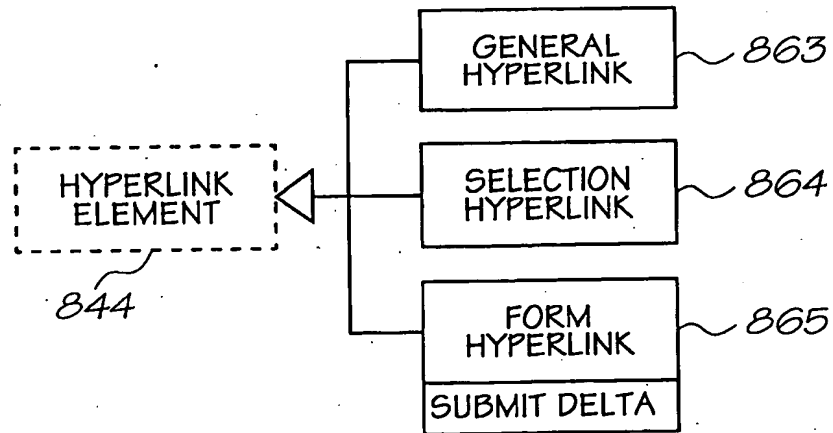 GENERAL
HYPERLINK
863
HYPERLINK
ELEMENT
844
SELECTION
HYPERLINK
864
FORM
HYPERLINK
865
SUBMIT DELTA